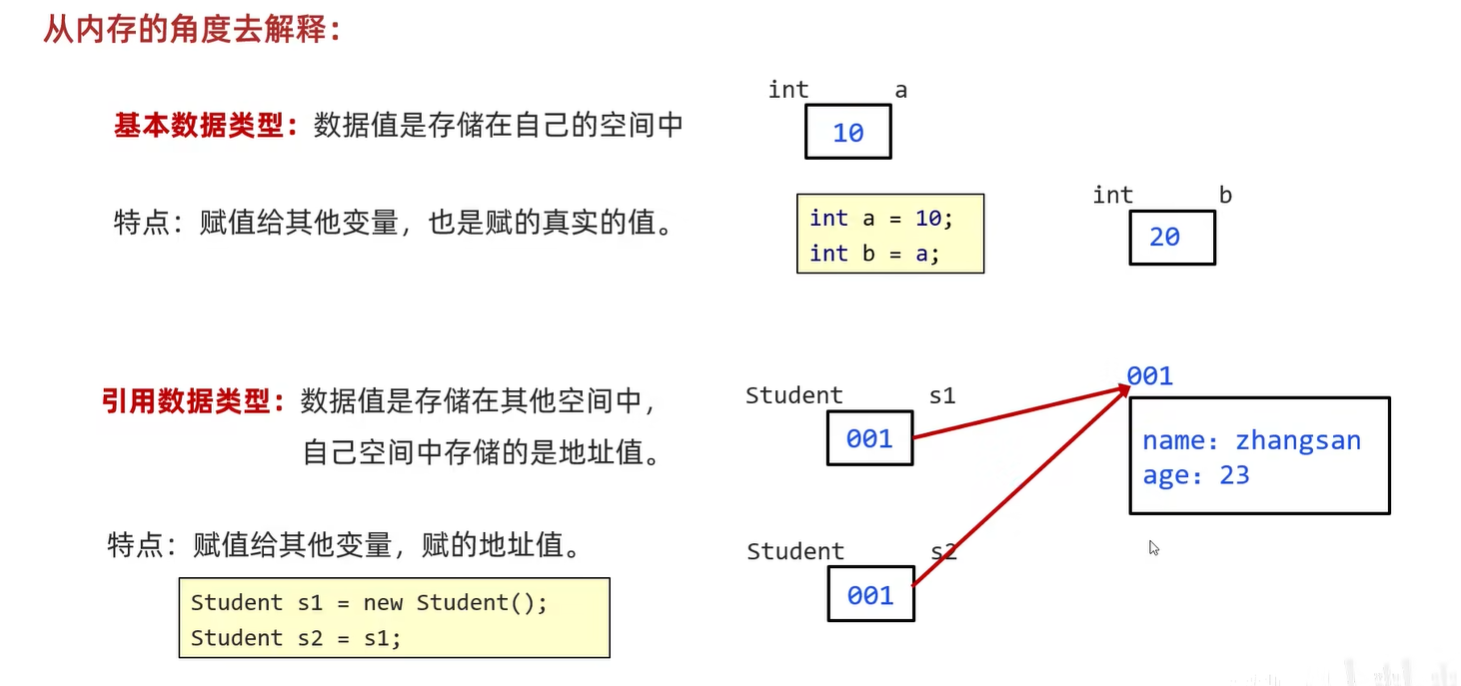 从内存的角度去解释：
int a
10
基本数据类型：数据值是存储在自己的空间中
int b
20
特点：赋值给其他变量，也是赋的真实的值。
int a = 10;
int b = a;
001
Student s1
001
引用数据类型：数据值是存储在其他空间中，
自己空间中存储的是地址值。
name: zhangsan
age: 23
特点：赋值给其他变量，赋的地址值。
Student s2
001
Student s1 = new Student();
Student s2 = s1;